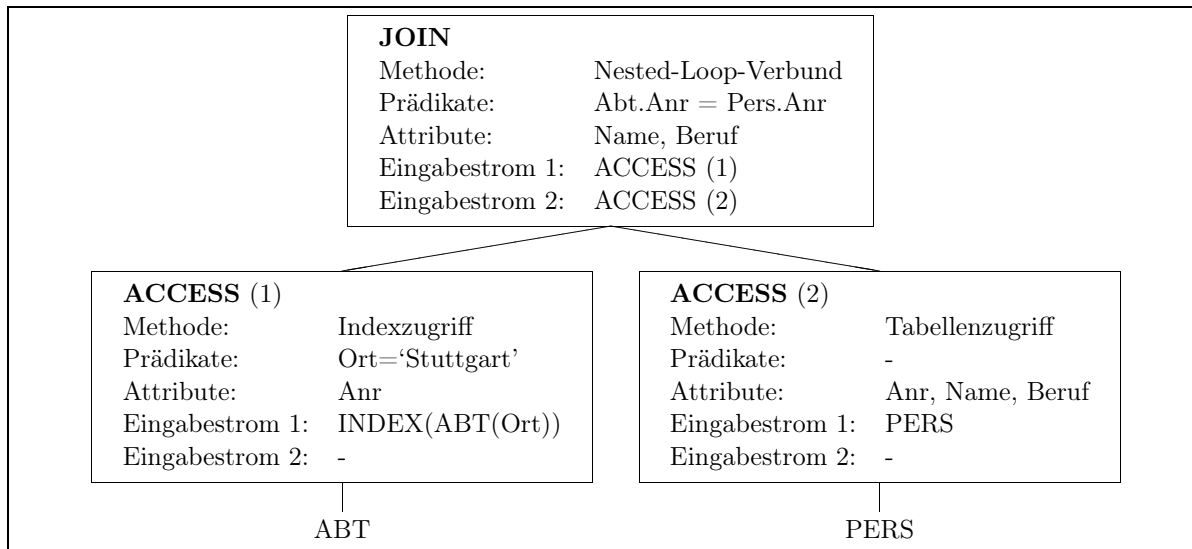 JOIN
Methode: Nested-Loop-Verbund
Prädikate: Abt.Anr = Pers.Anr
Attribute: Name, Beruf
Eingabestrom 1: ACCESS (1)
Eingabestrom 2: ACCESS (2)
ACCESS (1)
Methode: Indexzugriff
Prädikate: Ort=‘Stuttgart’
Attribute: Anr
Eingabestrom 1: INDEX(ABT(Ort))
Eingabestrom 2: -
ABT
ACCESS (2)
Methode: Tabellenzugriff
Prädikate: -
Attribute: Anr, Name, Beruf
Eingabestrom 1: PERS
Eingabestrom 2: -
PERS